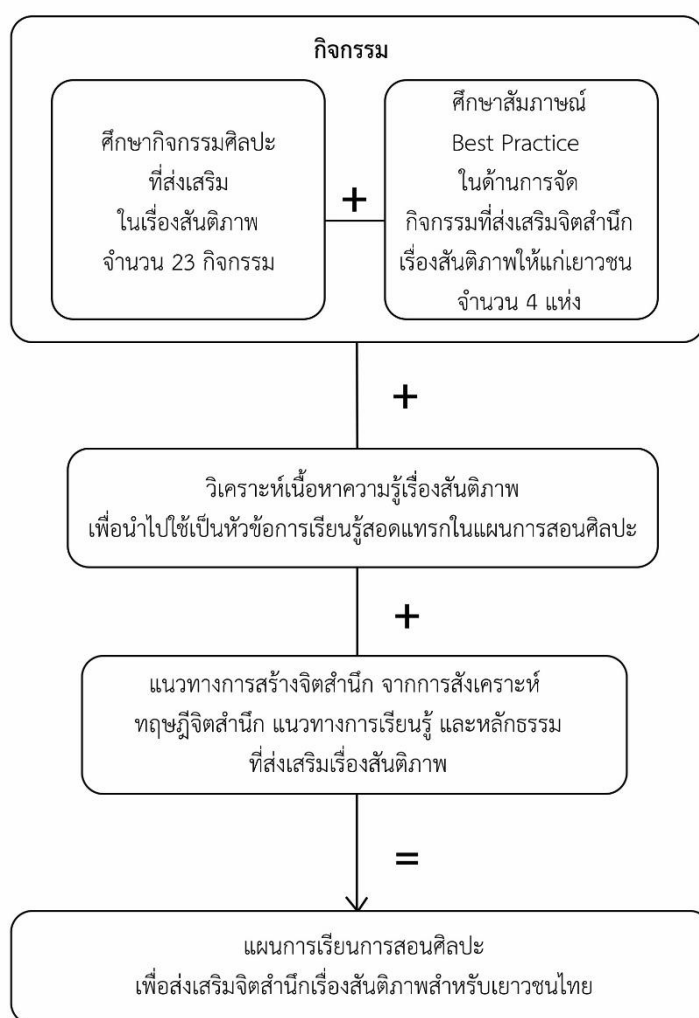 กิจกรรม
ศึกษากิจกรรมศิลปะ
ที่ส่งเสริม
ในเรื่องสันติภาพ
จำนวน 23 กิจกรรม
+
ศึกษาสัมภาษณ์
Best Practice
ในด้านการจัด
กิจกรรมที่ส่งเสริมจิตสำนึก
เรื่องสันติภาพให้แก่เยาวชน
จำนวน 4 แห่ง
+
วิเคราะห์เนื้อหาความรู้เรื่องสันติภาพ
เพื่อนำไปใช้เป็นหัวข้อการเรียนรู้สอดแทรกในแผนการสอนศิลปะ
+
แนวทางการสร้างจิตสำนึก จากการสังเคราะห์
ทฤษฎีจิตสำนึก แนวทางการเรียนรู้ และหลักธรรม
ที่ส่งเสริมเรื่องสันติภาพ
=
แผนการเรียนการสอนศิลปะ
เพื่อส่งเสริมจิตสำนึกเรื่องสันติภาพสำหรับเยาวชนไทย